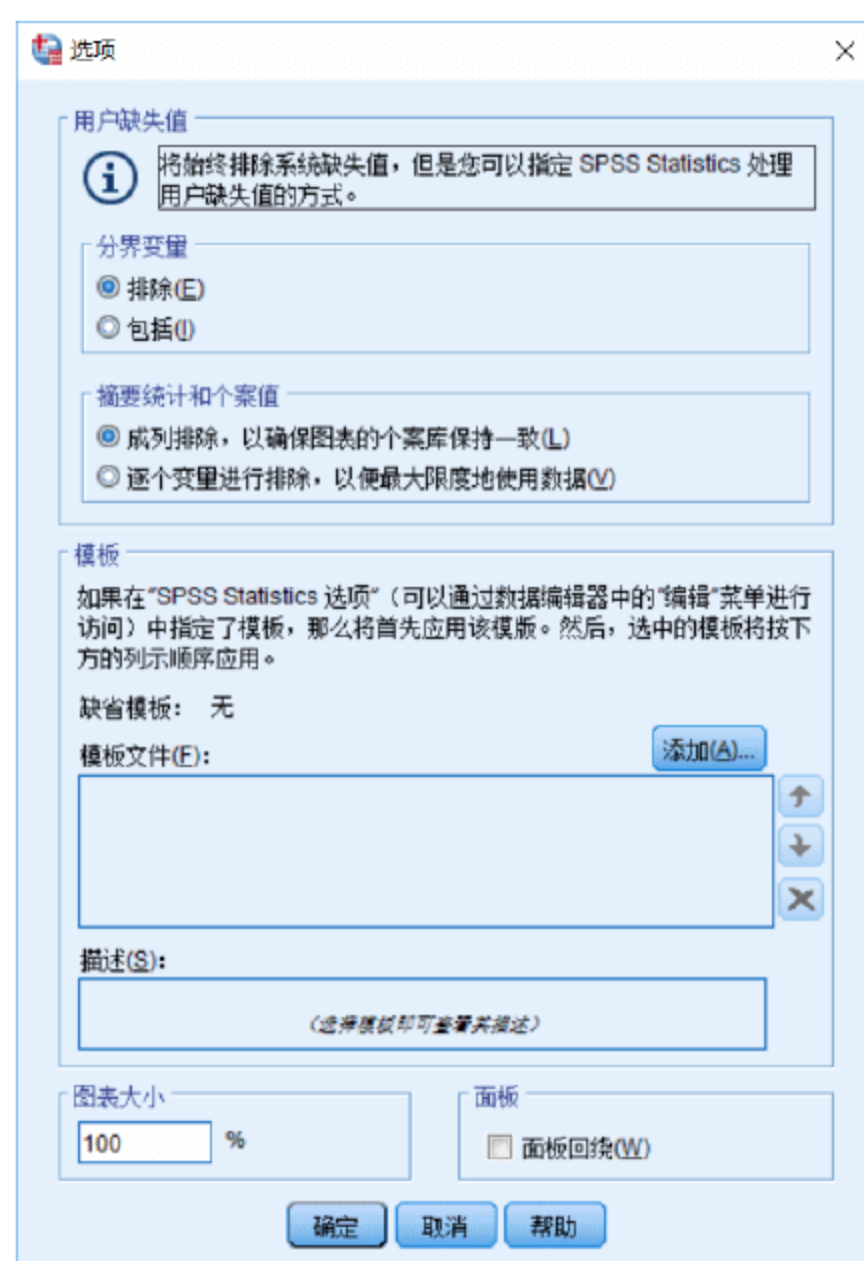 选项
用户缺失值
将始终排除系统缺失值，但是您可以指定 SPSS Statistics 处理
用户缺失值的方式。
分界变量
排除(E)
包括(I)
摘要统计和个案值
成列排除，以确保图表的个案库保持一致(L)
逐个变量进行排除，以便最大限度地使用数据(V)
模板
如果在"SPSS Statistics 选项"（可以通过数据编辑器中的"编辑"菜单进行
访问）中指定了模板，那么将首先应用该模版。然后，选中的模板将按下
方的列示顺序应用。
缺省模板： 无
模板文件(F)：
添加(A)...
描述(S)：
（选择模板即可查看其描述）
图表大小
100 %
面板
面板回绕(W)
确定 取消 帮助